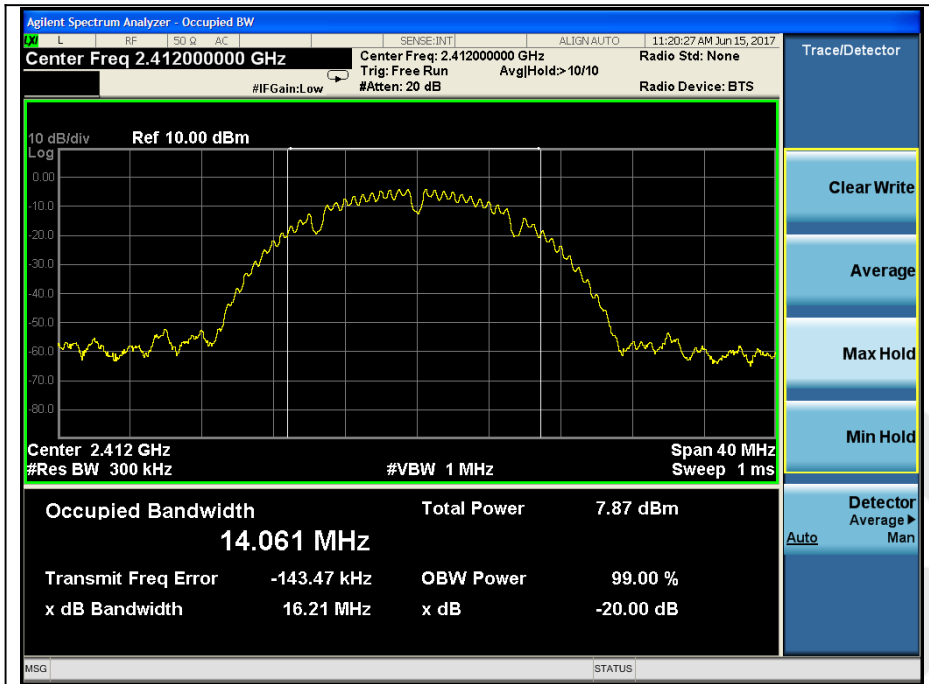 Agilent Spectrum Analyzer - Occupied BW
LXI L RF 50 Ω AC SENSE:INT ALIGN AUTO 11:20:27 AM Jun 15, 2017
Center Freq 2.412000000 GHz
Center Freq: 2.412000000 GHz
Radio Std: None
Trig: Free Run Avg|Hold:> 10/10
#IFGain:Low
#Atten: 20 dB
Radio Device: BTS
10 dB/div Ref 10.00 dBm
Log
0.00
-10.0
-20.0
-30.0
-40.0
-50.0
-60.0
-70.0
-80.0
Center 2.412 GHz Span 40 MHz
#Res BW 300 kHz #VBW 1 MHz Sweep 1 ms
Occupied Bandwidth Total Power 7.87 dBm
14.061 MHz
Transmit Freq Error -143.47 kHz OBW Power 99.00 %
x dB Bandwidth 16.21 MHz x dB -20.00 dB
MSG STATUS
Trace/Detector
Clear Write
Average
Max Hold
Min Hold
Detector
Average▶
Auto Man